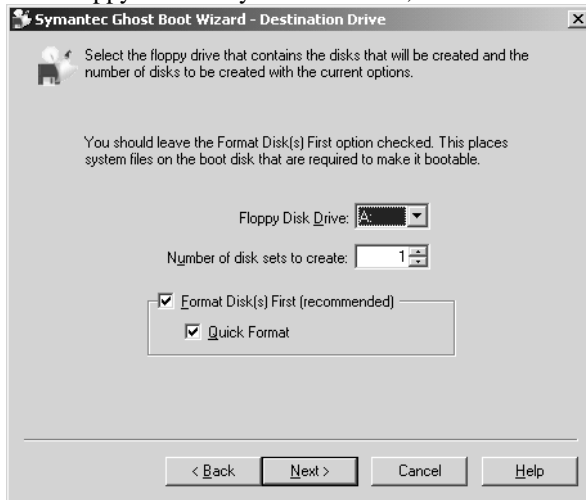 Symantec Ghost Boot Wizard - Destination Drive
Select the floppy drive that contains the disks that will be created and the
number of disks to be created with the current options.
You should leave the Format Disk(s) First option checked. This places
system files on the boot disk that are required to make it bootable.
Floppy Disk Drive: A:
Number of disk sets to create: 1
Format Disk(s) First (recommended)
Quick Format
< Back Next > Cancel Help